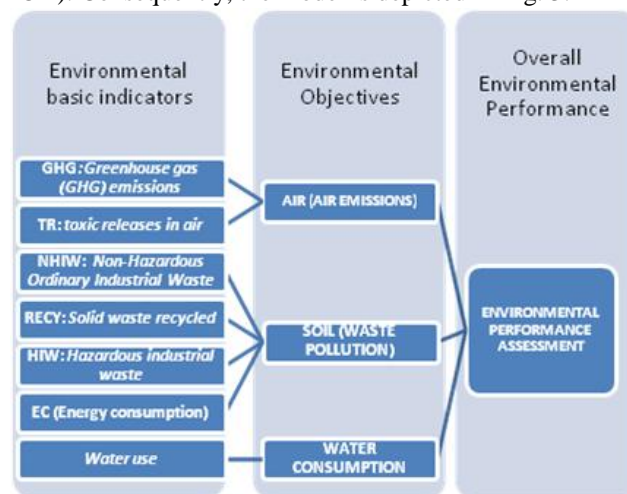 Environmental
basic indicators
GHG :Greenhouse gas
(GHG) emissions
TR: toxic releases in air
NHIW: Non-Hazardous
Ordinary Industrial Waste
RECY: Solid waste recycled
HIW: Hazardous industrial
waste
EC (Energy consumption)
Water use
Environmental
Objectives
AIR (AIR EMISSIONS)
SOIL (WASTE
POLLUTION)
WATER
CONSUMPTION
Overall
Environmental
Performance
ENVIRONMENTAL
PERFORMANCE
ASSESSMENT